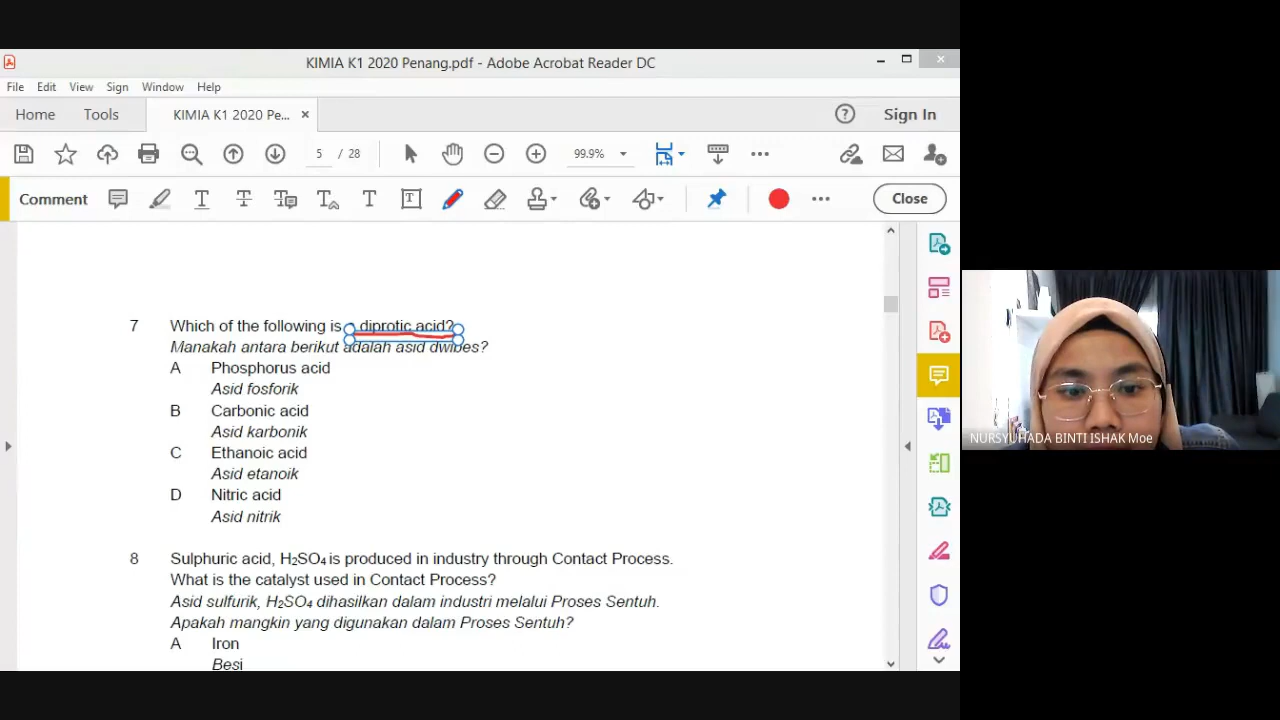 KIMIA K1 2020 Penang.pdf - Adobe Acrobat Reader DC
File Edit View Sign Window Help
Home Tools KIMIA K1 2020 Pe... × ? Sign In
5 / 28 99.9%
Comment T T T T T T Close
7 Which of the following is diprotic acid?
Manakah antara berikut adalah asid dwibes?
A Phosphorus acid
Asid fosforik
B Carbonic acid
Asid karbonik
C Ethanoic acid
Asid etanoik
D Nitric acid
Asid nitrik
8 Sulphuric acid, H2SO4 is produced in industry through Contact Process.
What is the catalyst used in Contact Process?
Asid sulfurik, H2SO4 dihasilkan dalam industri melalui Proses Sentuh.
Apakah mangkin yang digunakan dalam Proses Sentuh?
A Iron
Besi
NURSYUHADA BINTI ISHAK Moe